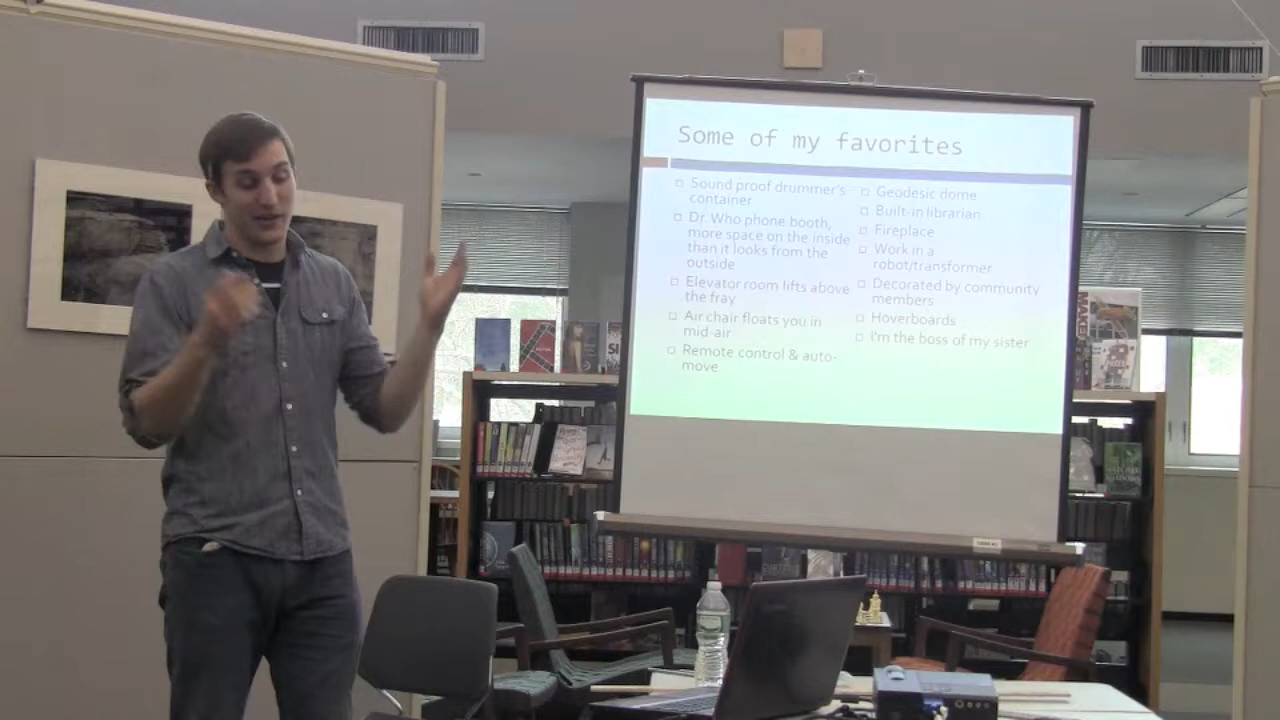 Some of my favorites
Sound proof drummer's
container
Dr. Who phone booth,
more space on the inside
than it looks from the
outside
Elevator room lifts above
the fray
Air chair floats you in
mid-air
Remote control & auto-
move
Geodesic dome
Built-in librarian
Fireplace
Work in a
robot/transformer
Decorated by community
members
Hoverboards
I'm the boss of my sister